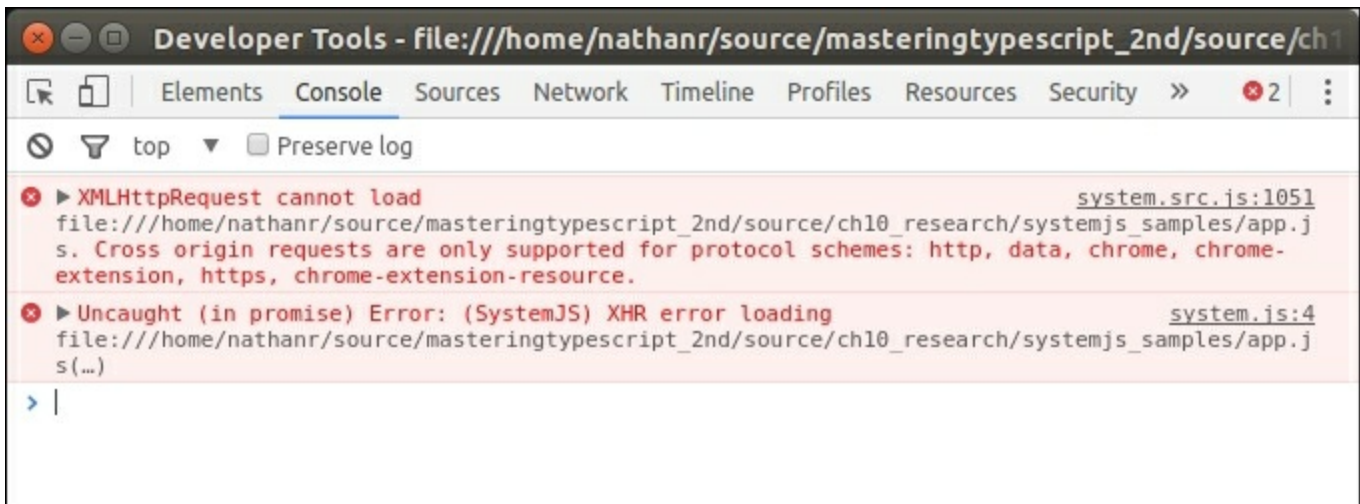 Developer Tools - file:///home/nathanr/source/masteringtypescript_2nd/source/ch1
Elements Console Sources Network Timeline Profiles Resources Security » 2
top ▼ Preserve log
XMLHttpRequest cannot load system.src.js:1051
file:///home/nathanr/source/masteringtypescript_2nd/source/ch10_research/systemjs_samples/app.j
s. Cross origin requests are only supported for protocol schemes: http, data, chrome, chrome-
extension, https, chrome-extension-resource.
Uncaught (in promise) Error: (SystemJS) XHR error loading system.js:4
file:///home/nathanr/source/masteringtypescript_2nd/source/ch10_research/systemjs_samples/app.j
s(…)
>